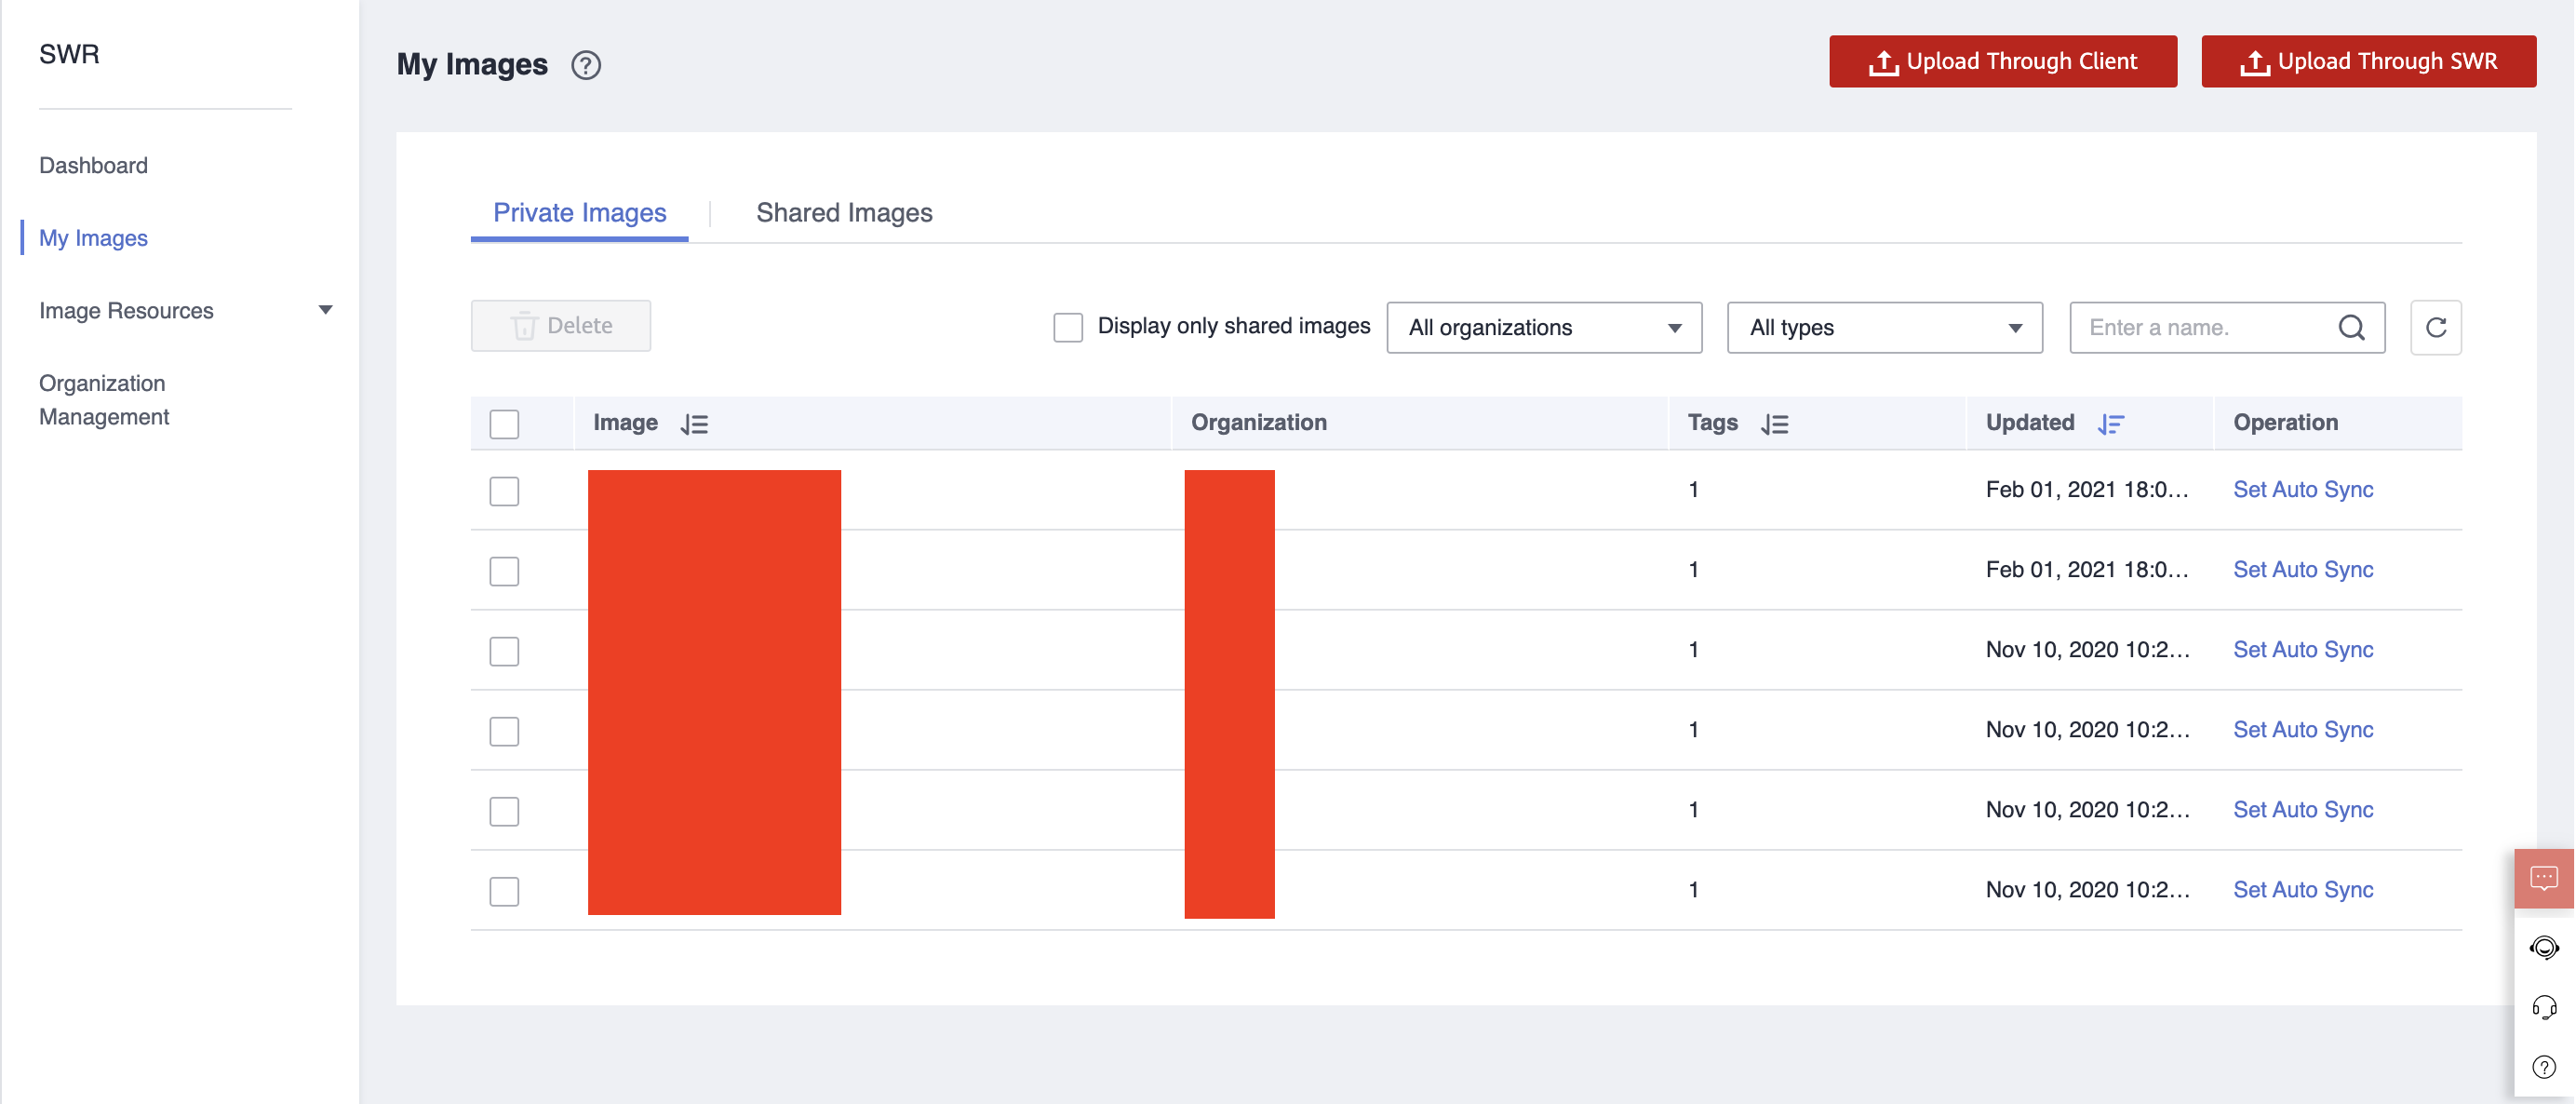 SWR
Dashboard
My Images
Image Resources
Organization
Management
My Images
Upload Through Client
Upload Through SWR
Private Images
Shared Images
Delete
Display only shared images
All organizations
All types
Enter a name.
Image
Organization
Tags
Updated
Operation
1
Feb 01, 2021 18:0...
Set Auto Sync
1
Feb 01, 2021 18:0...
Set Auto Sync
1
Nov 10, 2020 10:2...
Set Auto Sync
1
Nov 10, 2020 10:2...
Set Auto Sync
1
Nov 10, 2020 10:2...
Set Auto Sync
1
Nov 10, 2020 10:2...
Set Auto Sync